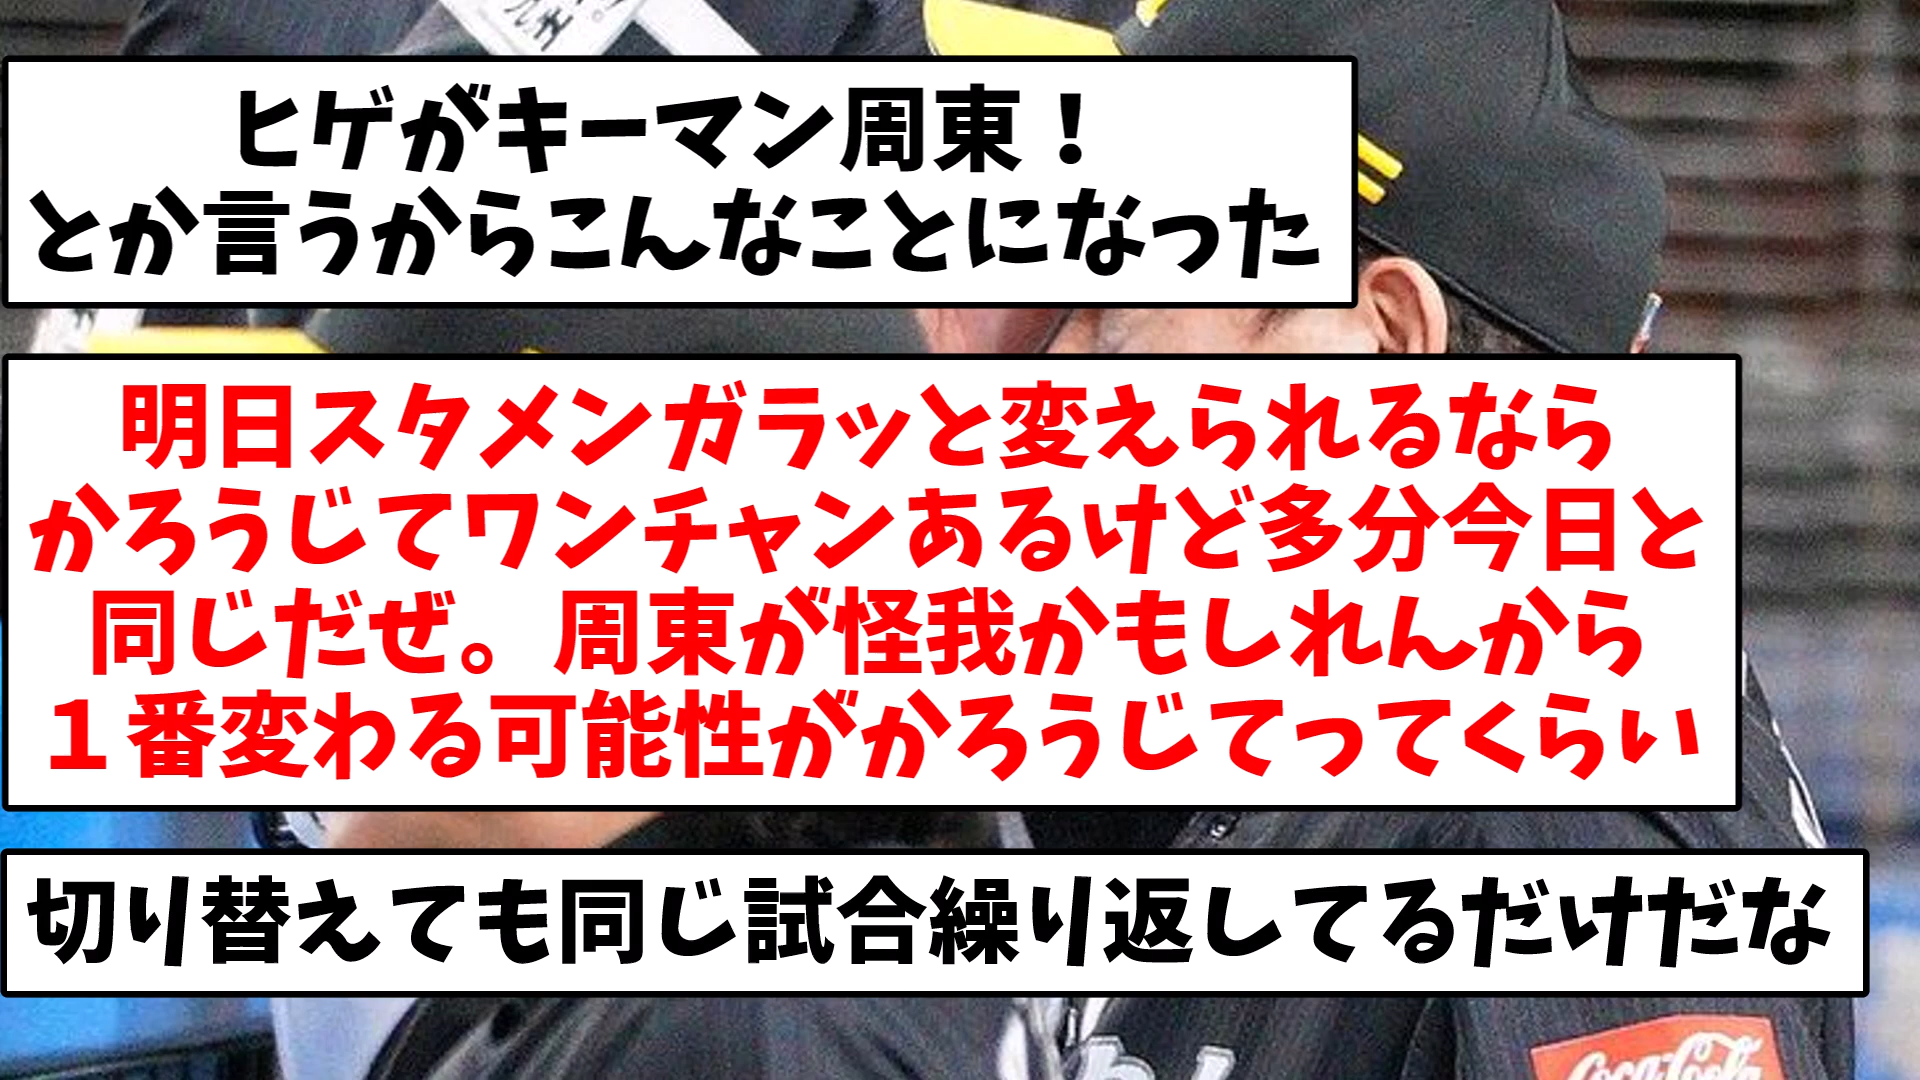 ヒゲがキーマン周東！
とか言うからこんなことになった
明日スタメンガラッと変えられるなら
かろうじてワンチャンあるけど多分今日と
同じだぜ。周東が怪我かもしれんから
１番変わる可能性がかろうじてってくらい
切り替えても同じ試合繰り返してるだけだな
Coca-Cola